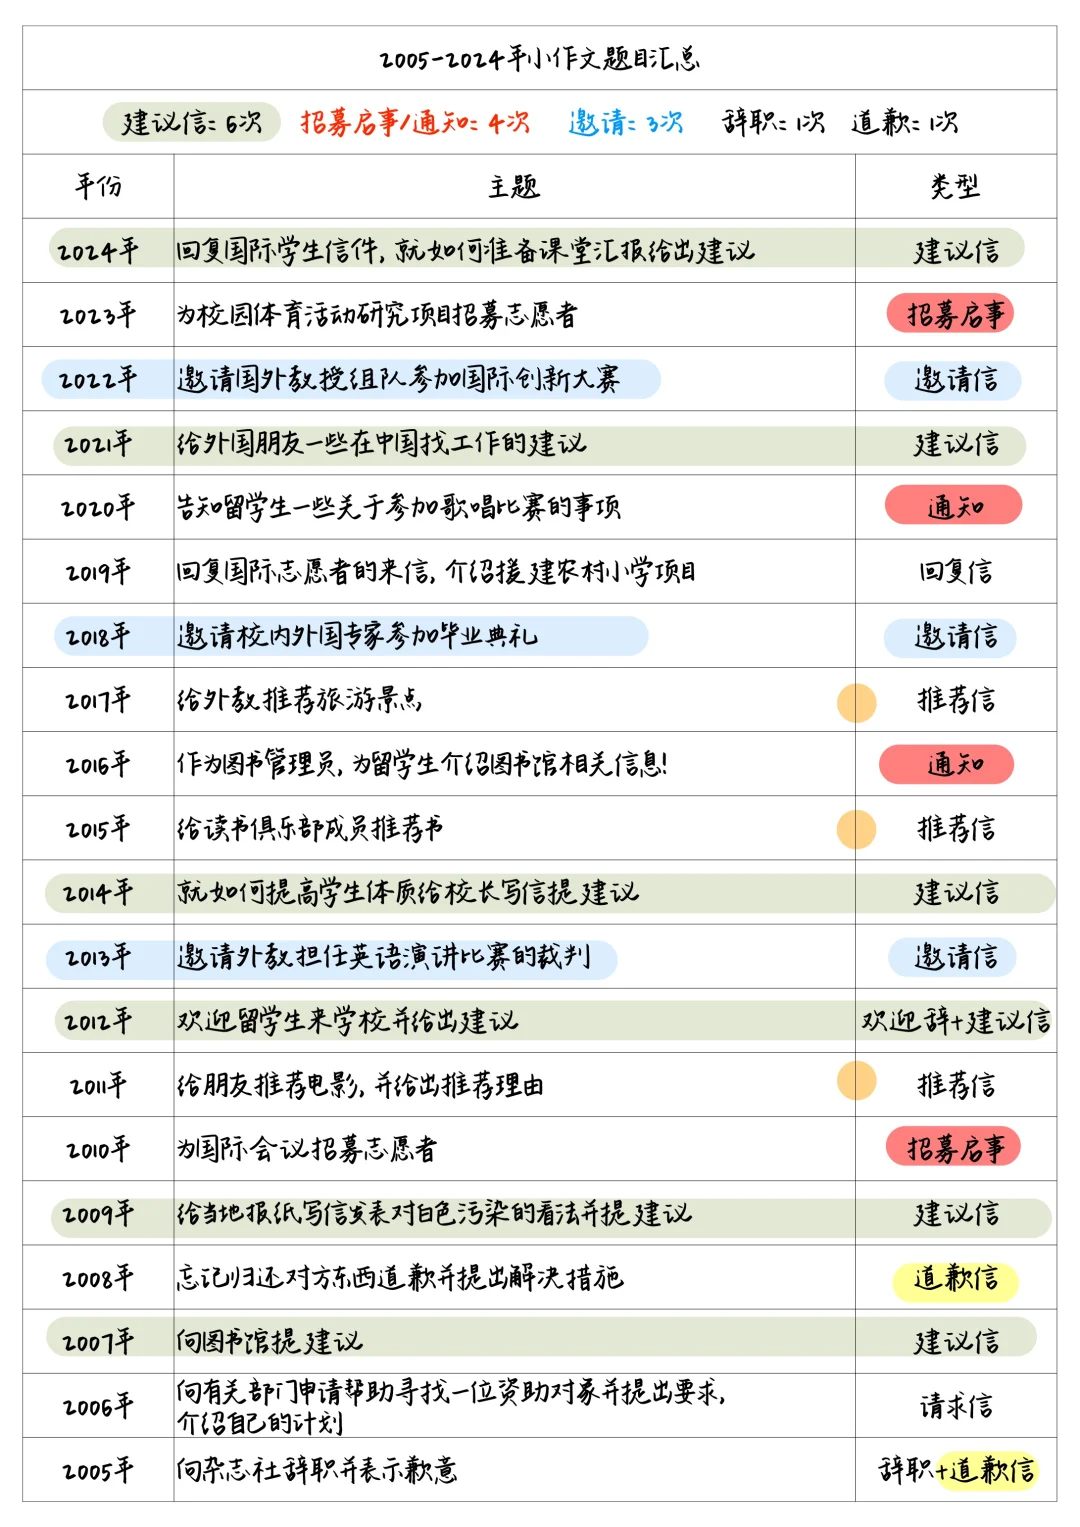 2005-2024年小作文题目汇总
建议信: 6次 招募启事/通知: 4次 邀请: 3次 辞职: 1次 道歉: 1次
年份 主题 类型
2024年 回复国际学生信件, 就如何准备课堂汇报给出建议 建议信
2023年 为校园体育活动研究项目招募志愿者 招募启事
2022年 邀请国外教授组队参加国际创新大赛 邀请信
2021年 给外国朋友一些在中国找工作的建议 建议信
2020年 告知留学生一些关于参加歌唱比赛的事项 通知
2019年 回复国际志愿者的来信, 介绍援建农村小学项目 回复信
2018年 邀请校内外国专家参加毕业典礼 邀请信
2017年 给外教推荐旅游景点 推荐信
2016年 作为图书管理员, 为留学生介绍图书馆相关信息! 通知
2015年 给读书俱乐部成员推荐书 推荐信
2014年 就如何提高学生体质给校长写信提建议 建议信
2013年 邀请外教担任英语演讲比赛的裁判 邀请信
2012年 欢迎留学生来学校并给出建议 欢迎辞+建议信
2011年 给朋友推荐电影, 并给出推荐理由 推荐信
2010年 为国际会议招募志愿者 招募启事
2009年 给当地报纸写信发表对白色污染的看法并提建议 建议信
2008年 忘记归还对方东西道歉并提出解决措施 道歉信
2007年 向图书馆提建议 建议信
2006年 向有关部门申请帮助寻找一位资助对象并提出要求,
介绍自己的计划 请求信
2005年 向杂志社辞职并表示歉意 辞职+道歉信